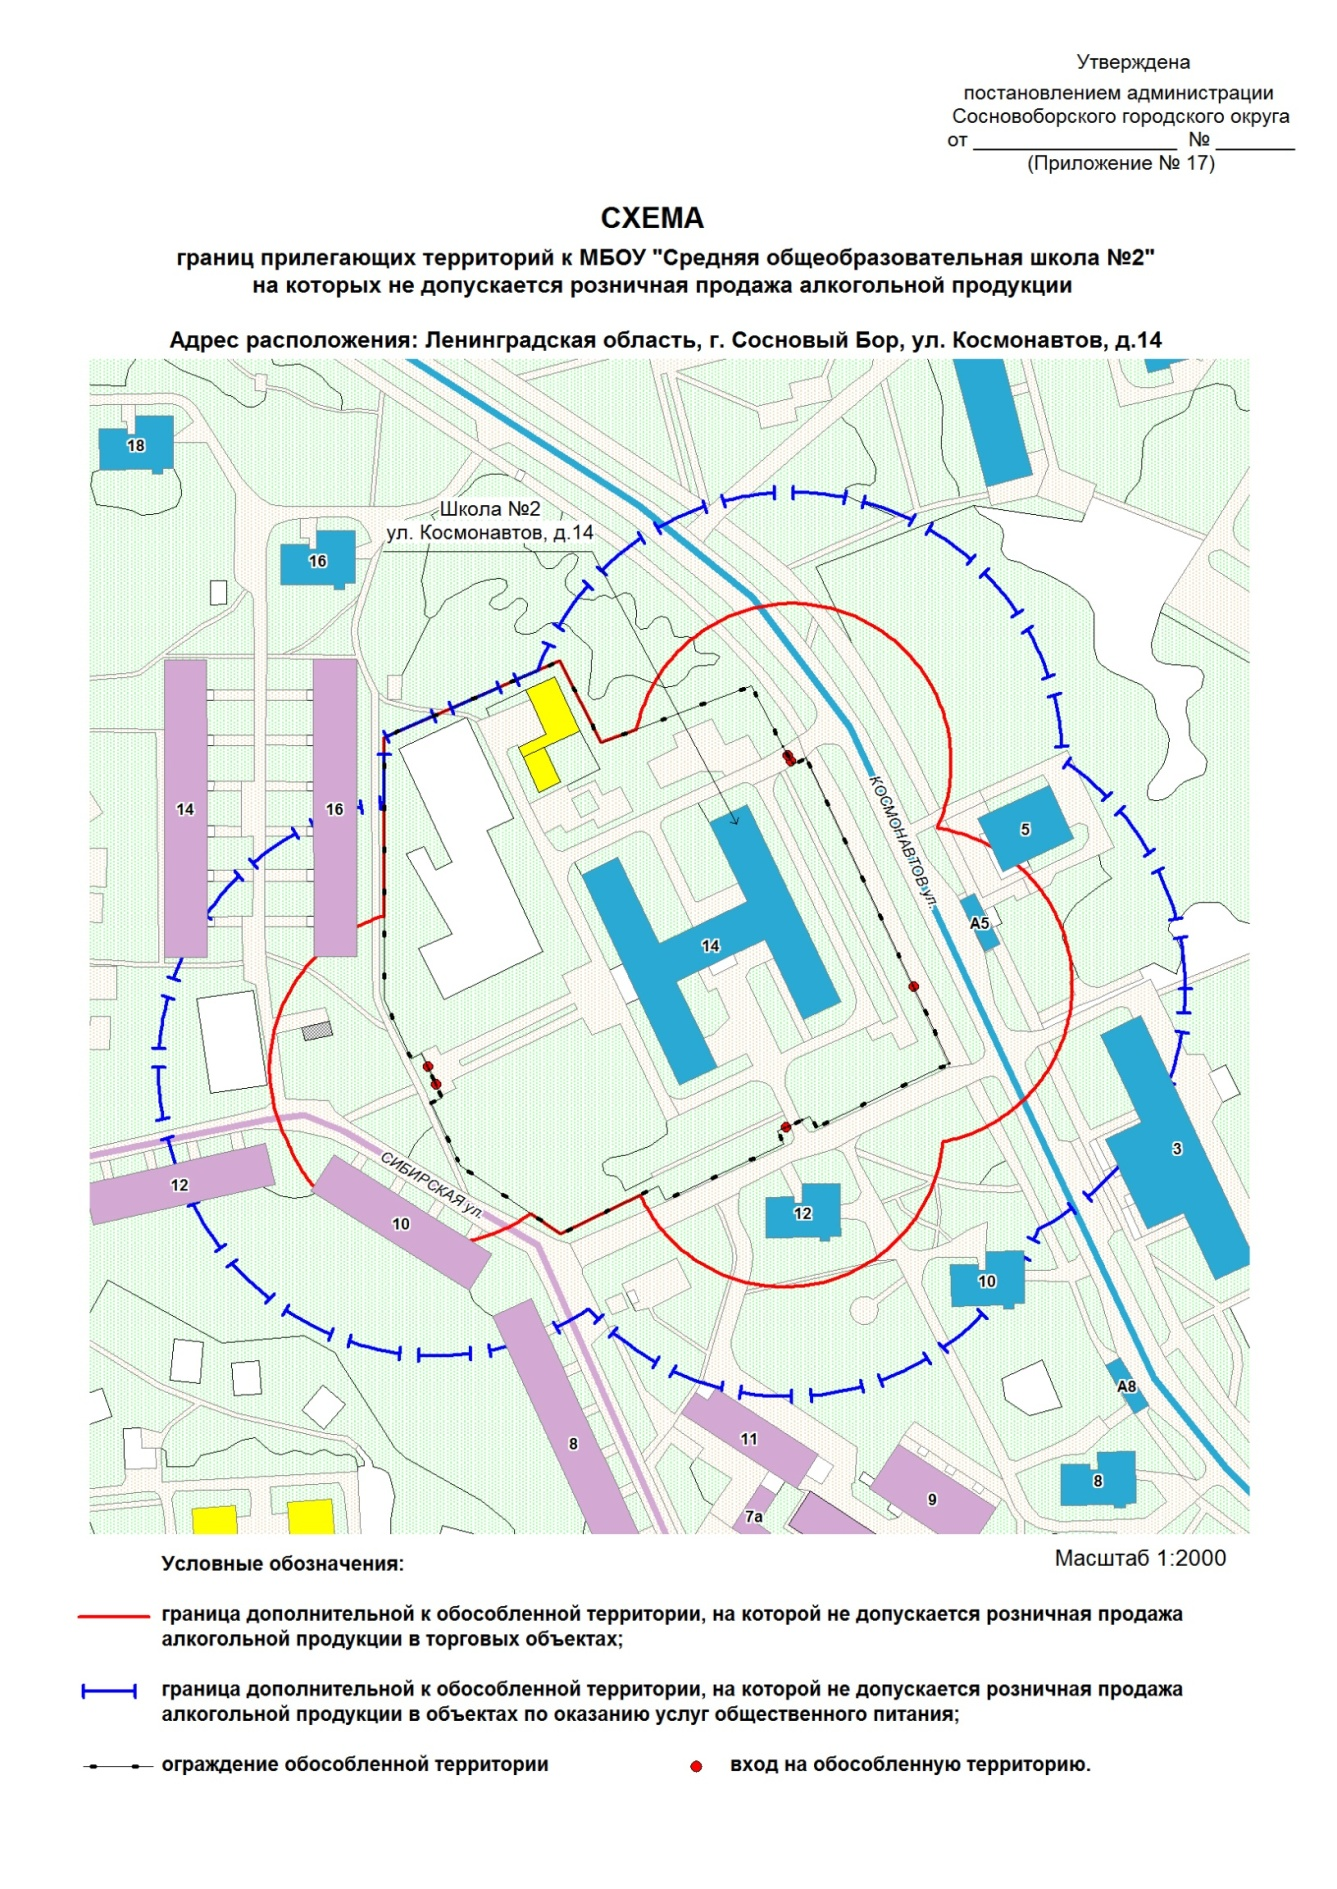 Утверждена
постановлением администрации
Сосновоборского городского округа
от ___________________ № _______
(Приложение № 17)
СХЕМА
границ прилегающих территорий к МБОУ "Средняя общеобразовательная школа №2"
на которых не допускается розничная продажа алкогольной продукции
Адрес расположения: Ленинградская область, г. Сосновый Бор, ул. Космонавтов, д.14
18
Школа №2
ул. Космонавтов, д.14
16
14
16
5
КОСМОНАВТОВ ул.
А5
14
3
СИБИРСКАЯ ул.
12
10
12
10
А8
11
8
8
9
7а
Условные обозначения:
Масштаб 1:2000
граница дополнительной к обособленной территории, на которой не допускается розничная продажа
алкогольной продукции в торговых объектах;
граница дополнительной к обособленной территории, на которой не допускается розничная продажа
алкогольной продукции в объектах по оказанию услуг общественного питания;
ограждение обособленной территории
вход на обособленную территорию.